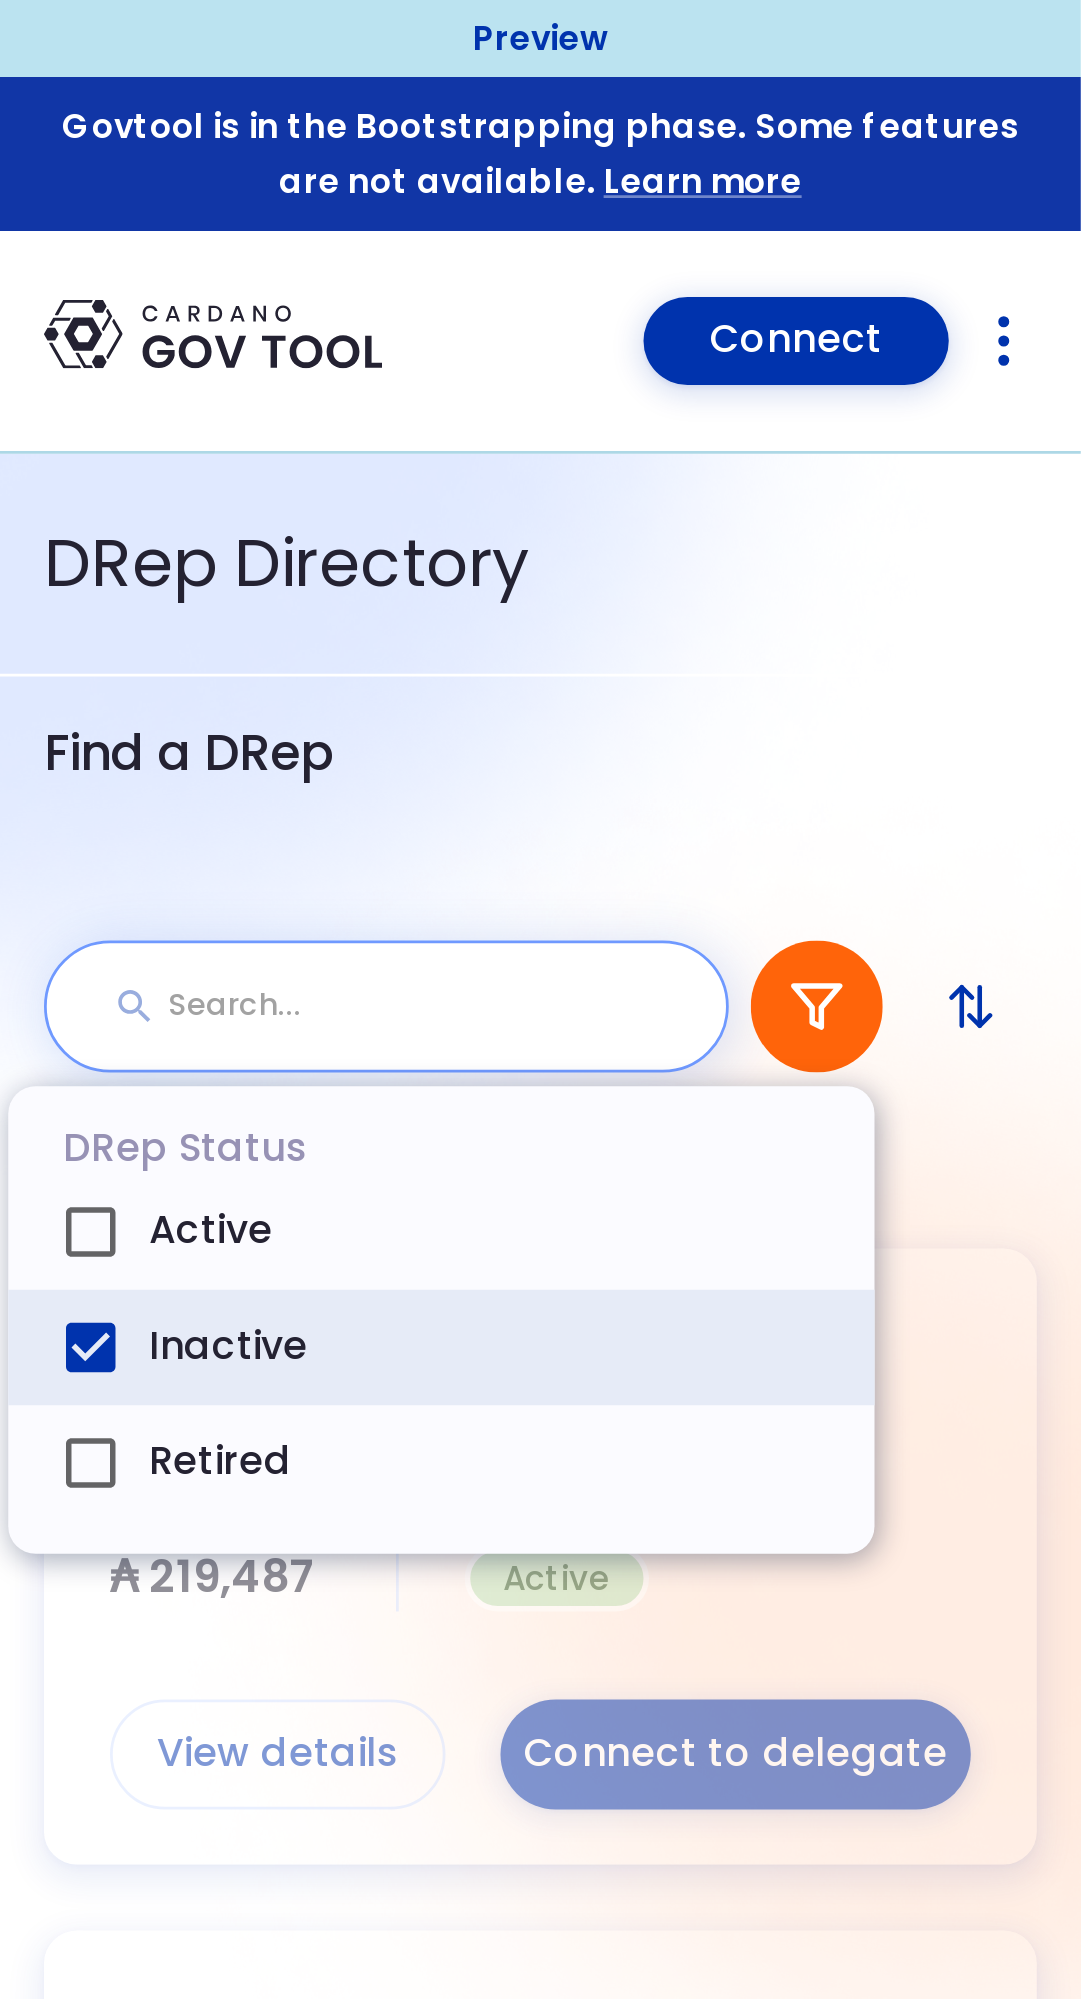 Preview
Govtool is in the Bootstrapping phase. Some features
are not available. Learn more
CARDANO
GOV TOOL
Connect
DRep Directory
Find a DRep
Search...
DRep Status
Active
Inactive
Retired
₳ 219,487
Active
View details
Connect to delegate